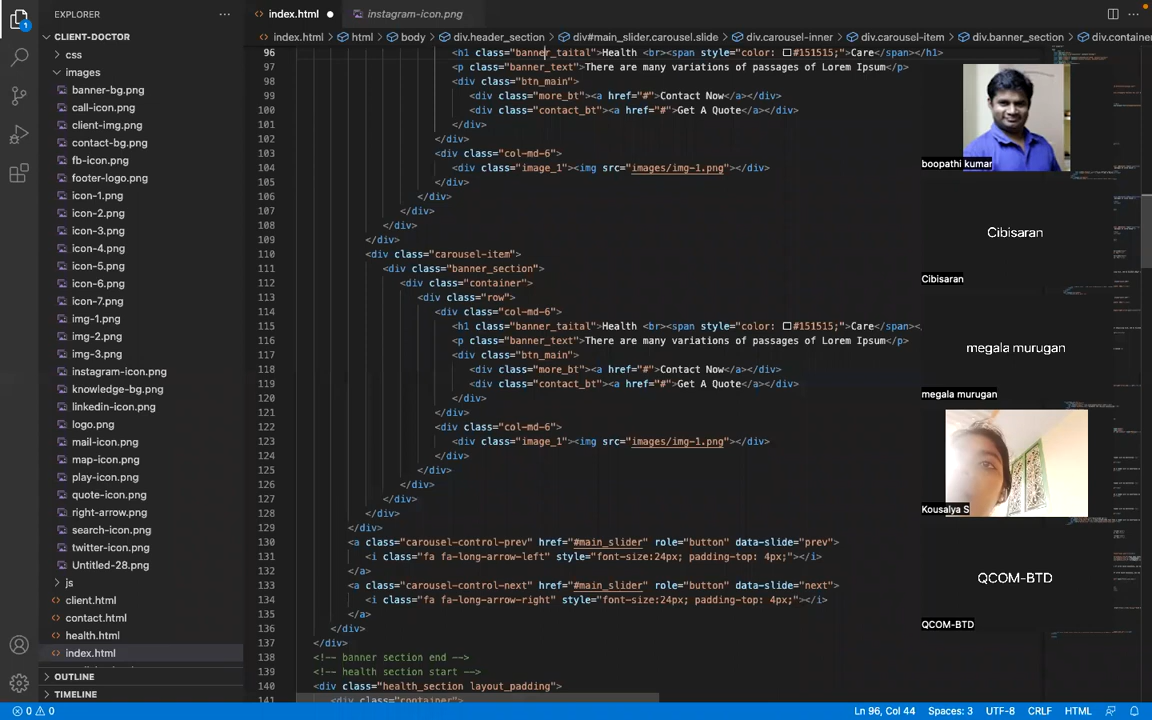 EXPLORER
CLIENT-DOCTOR
css
images
banner-bg.png
call-icon.png
client-img.png
contact-bg.png
fb-icon.png
footer-logo.png
icon-1.png
icon-2.png
icon-3.png
icon-4.png
icon-5.png
icon-6.png
icon-7.png
img-1.png
img-2.png
img-3.png
instagram-icon.png
knowledge-bg.png
linkedin-icon.png
logo.png
mail-icon.png
map-icon.png
play-icon.png
quote-icon.png
right-arrow.png
search-icon.png
twitter-icon.png
Untitled-28.png
js
client.html
contact.html
health.html
index.html
OUTLINE
TIMELINE
1
index.html
instagram-icon.png
index.html > html > body > div.header_section > div#main_slider.carousel.slide > div.carousel-inner > div.carousel-item > div.banner_section > div.container
96 <h1 class="banner_taital">Health <br><span style="color: #151515;">Care</span></h1>
97 <p class="banner_text">There are many variations of passages of Lorem Ipsum</p>
98 <div class="btn_main">
99 <div class="more_bt"><a href="#">Contact Now</a></div>
100 <div class="contact_bt"><a href="#">Get A Quote</a></div>
101 </div>
102 </div>
103 <div class="col-md-6">
104 <div class="image_1"><img src="images/img-1.png"></div>
105 </div>
106 </div>
107 </div>
108 </div>
109 </div>
110 <div class="carousel-item">
111 <div class="banner_section">
112 <div class="container">
113 <div class="row">
114 <div class="col-md-6">
115 <h1 class="banner_taital">Health <br><span style="color: #151515;">Care</span><
116 <p class="banner_text">There are many variations of passages of Lorem Ipsum</p>
117 <div class="btn_main">
118 <div class="more_bt"><a href="#">Contact Now</a></div>
119 <div class="contact_bt"><a href="#">Get A Quote</a></div>
120 </div>
121 </div>
122 <div class="col-md-6">
123 <div class="image_1"><img src="images/img-1.png"></div>
124 </div>
125 </div>
126 </div>
127 </div>
128 </div>
129 </div>
130 <a class="carousel-control-prev" href="#main_slider" role="button" data-slide="prev">
131 <i class="fa fa-long-arrow-left" style="font-size:24px; padding-top: 4px;"></i>
132 </a>
133 <a class="carousel-control-next" href="#main_slider" role="button" data-slide="next">
134 <i class="fa fa-long-arrow-right" style="font-size:24px; padding-top: 4px;"></i>
135 </a>
136 </div>
137 </div>
138 <!-- banner section end -->
139 <!-- health section start -->
140 <div class="health_section layout_padding">
141 <div class="container">
boopathi kumar
Cibisaran
Cibisaran
megala murugan
megala murugan
Kousalya S
QCOM-BTD
QCOM-BTD
0 0
Ln 96, Col 44
Spaces: 3
UTF-8
CRLF
HTML